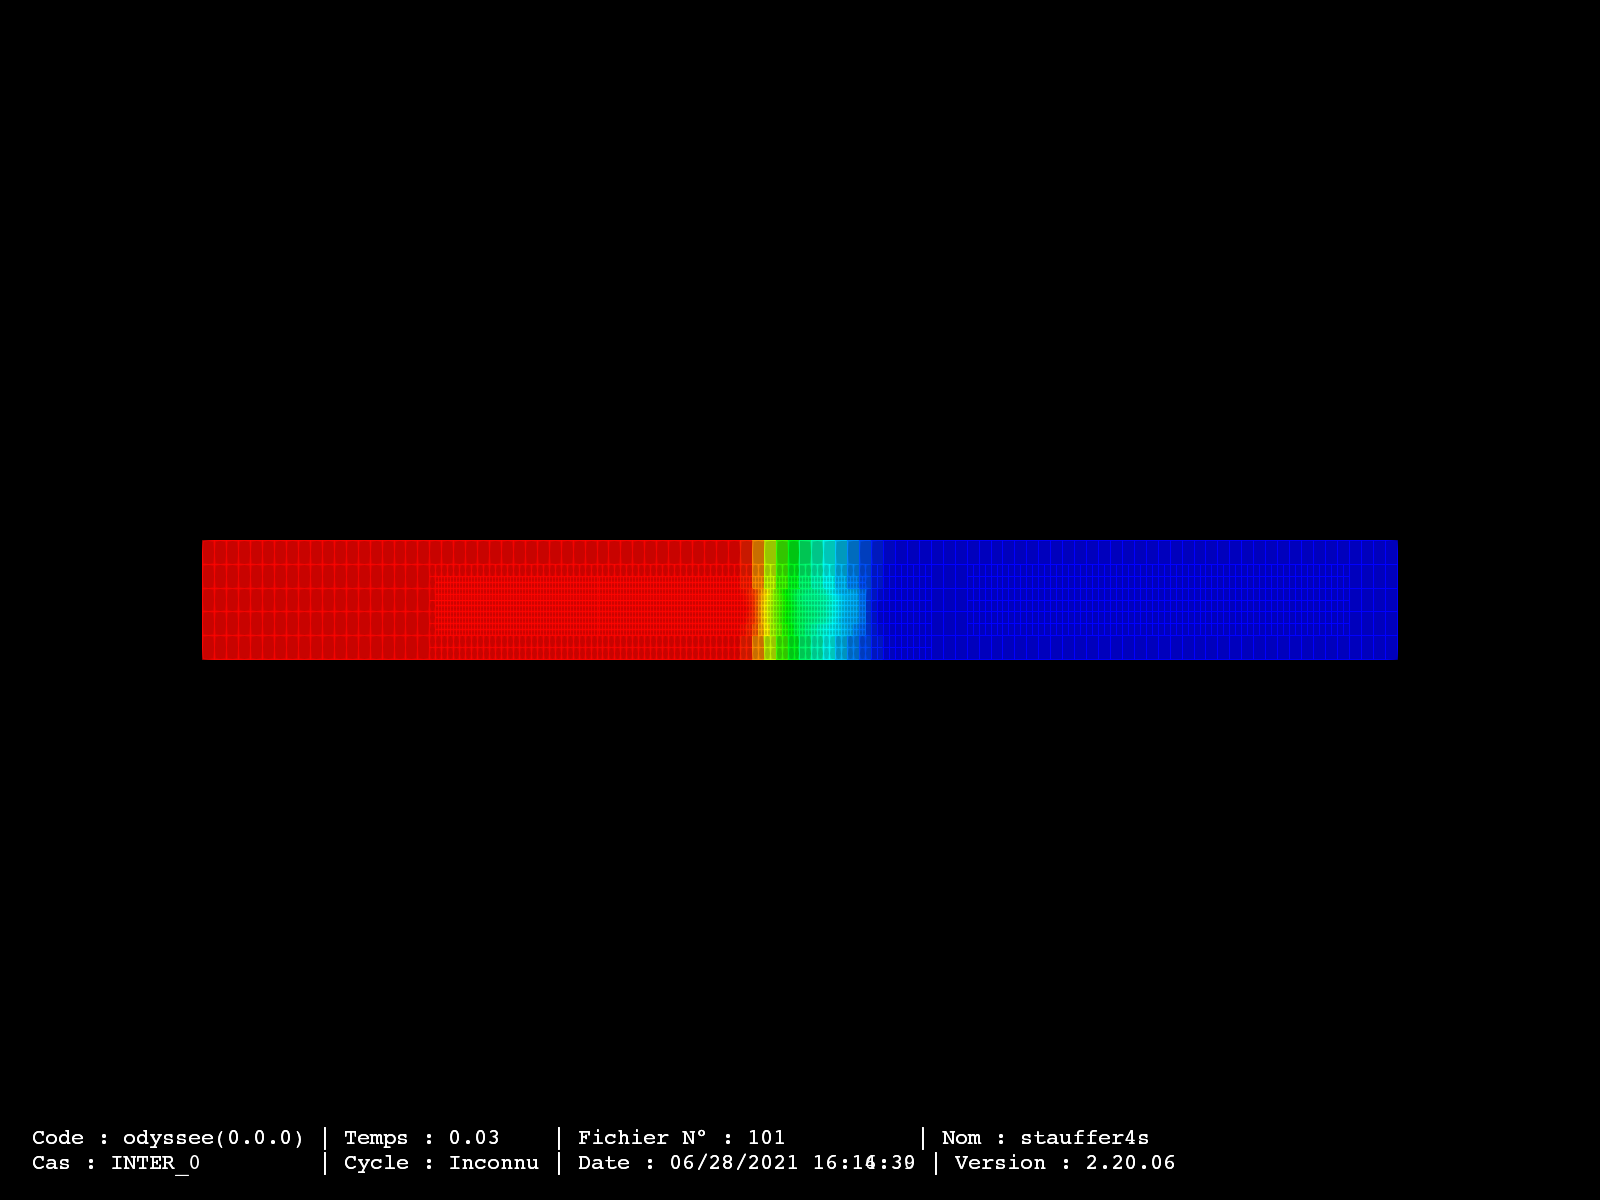 Code : odyssee(0.0.0) | Temps : 0.03 | Fichier N° : 101 | Nom : stauffer4s
Cas : INTER_0 | Cycle : Inconnu | Date : 06/28/2021 | Version : 2.20.06